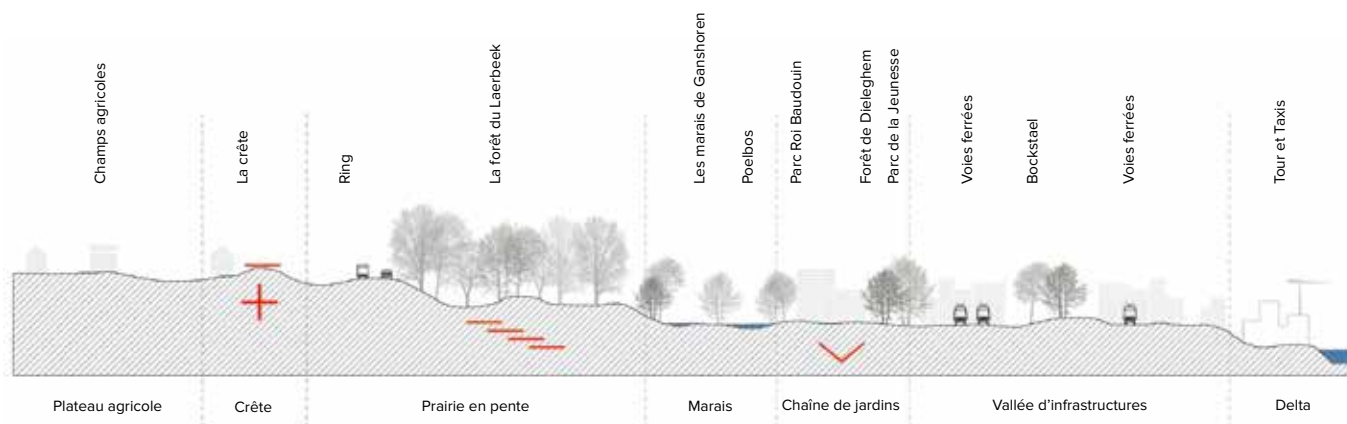 Champs agricoles
La crête
Ring
La forêt du Laerbeek
Les marais de Ganshoren
Poelbos
Parc Roi Baudouin
Forêt de Dieleghem
Parc de la Jeunesse
Voies ferrées
Bockstael
Voies ferrées
Tour et Taxis
Plateau agricole
Crête
Prairie en pente
Marais
Chaîne de jardins
Vallée d’infrastructures
Delta